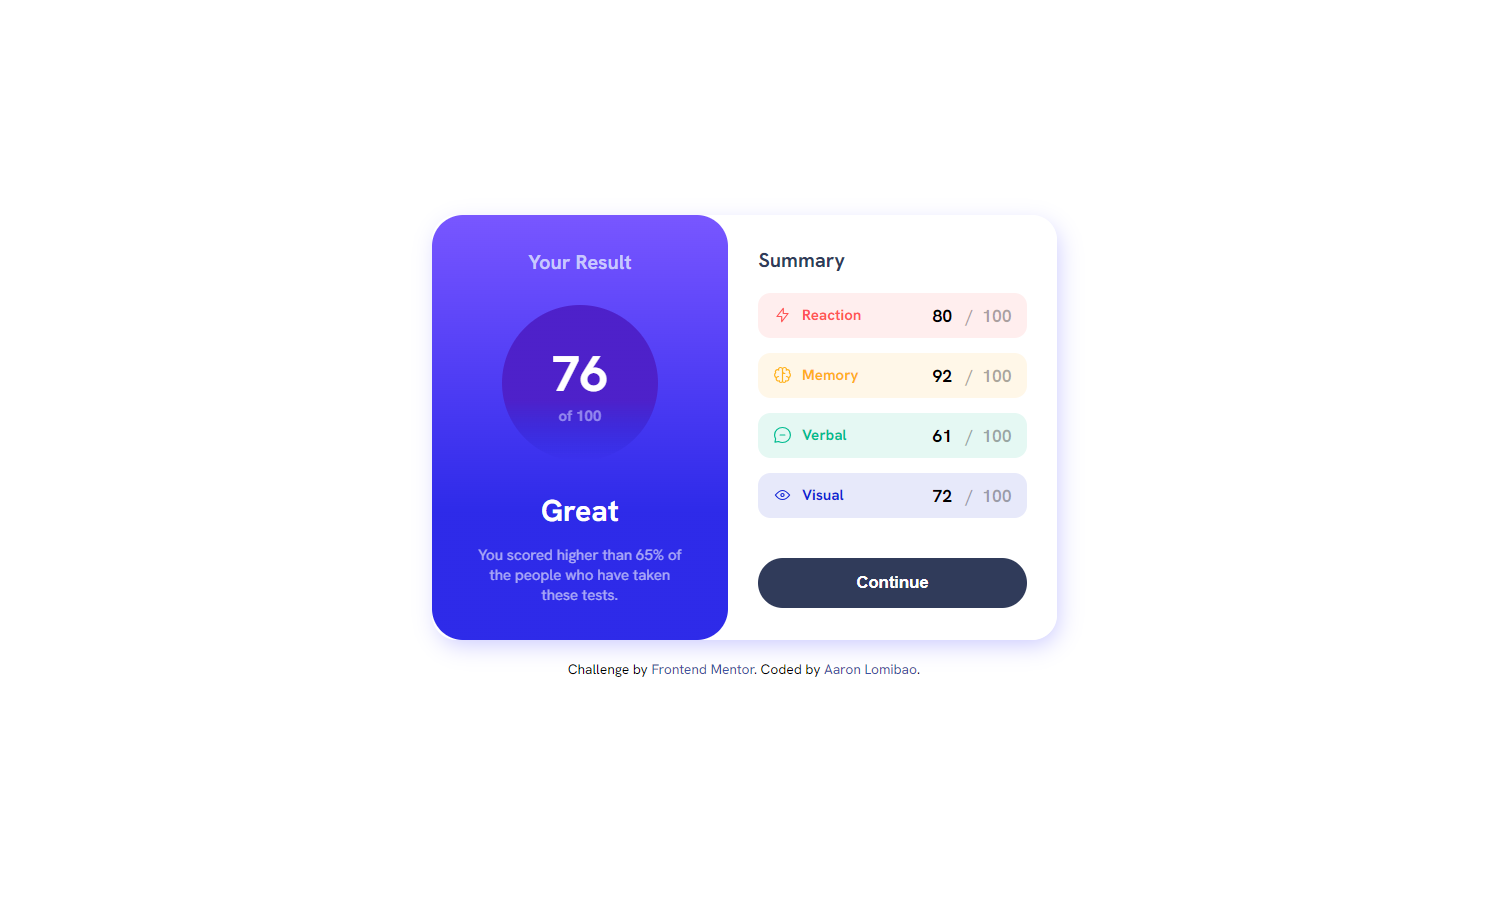 Your Result
76
of 100
Great
You scored higher than 65% of
the people who have taken
these tests.
Summary
Reaction 80 / 100
Memory 92 / 100
Verbal 61 / 100
Visual 72 / 100
Continue
Challenge by Frontend Mentor. Coded by Aaron Lomibao.